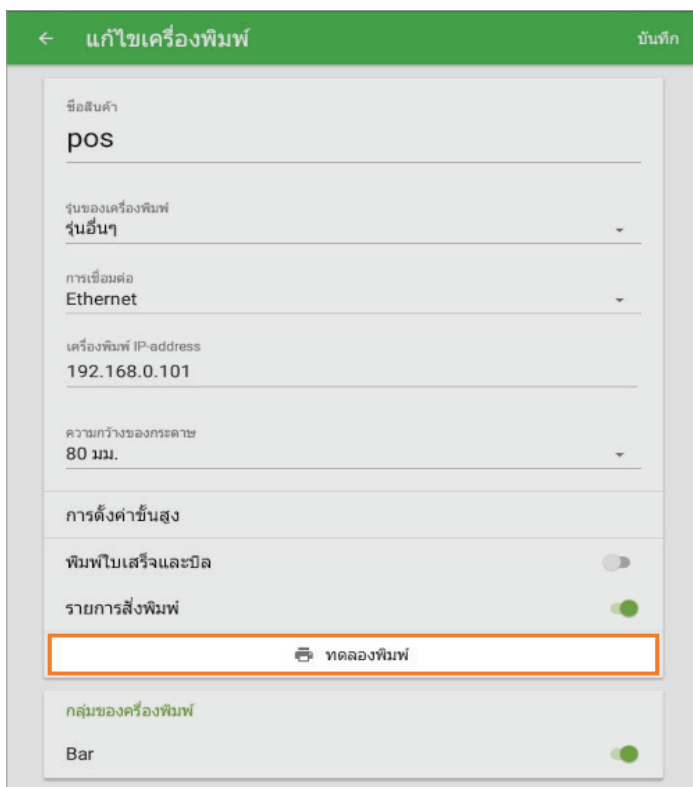 แก้ไขเครื่องพิมพ์ บันทึก
ชื่อสินค้า
pos
รุ่นของเครื่องพิมพ์
รุ่นอื่นๆ
การเชื่อมต่อ
Ethernet
เครื่องพิมพ์ IP-address
192.168.0.101
ความกว้างของกระดาษ
80 มม.
การตั้งค่าขั้นสูง
พิมพ์ใบเสร็จและบิล
รายการสั่งพิมพ์
ทดลองพิมพ์
กลุ่มของครื่องพิมพ์
Bar